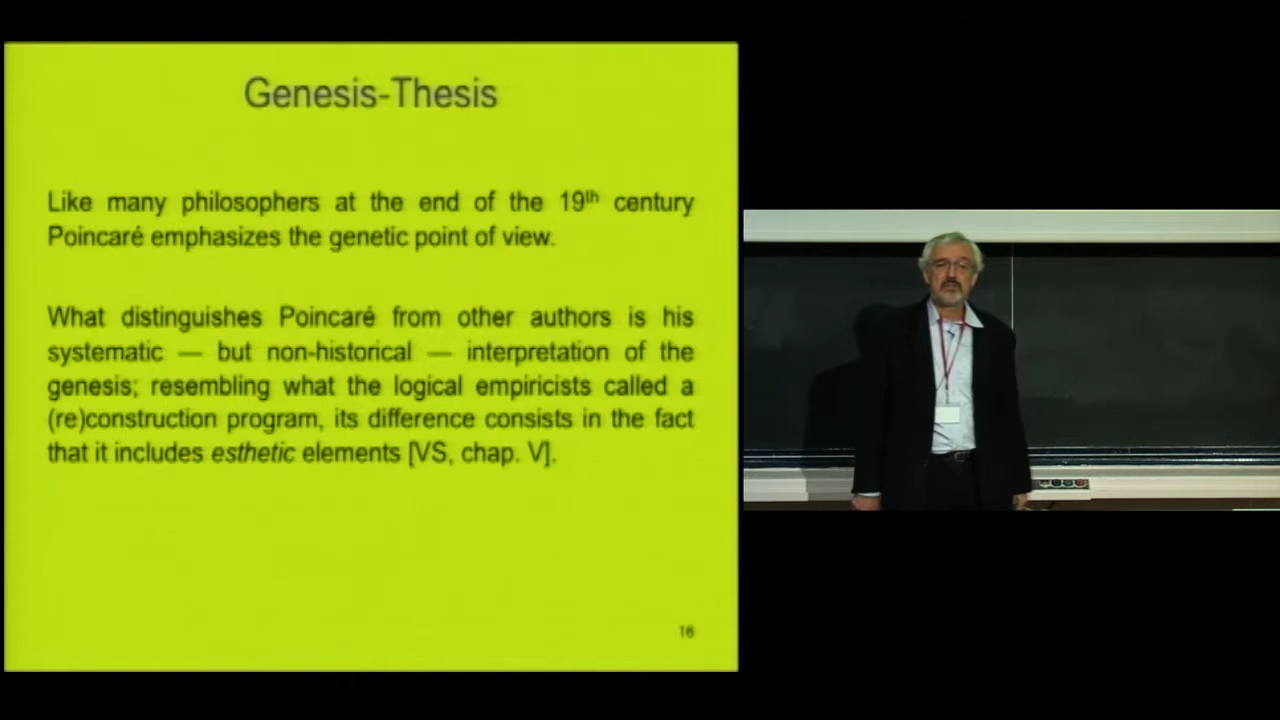 Genesis-Thesis
Like many philosophers at the end of the 19th century
Poincaré emphasizes the genetic point of view.
What distinguishes Poincaré from other authors is his
systematic — but non-historical — interpretation of the
genesis; resembling what the logical empiricists called a
(re)construction program, its difference consists in the fact
that it includes esthetic elements [VS, chap. V].
16